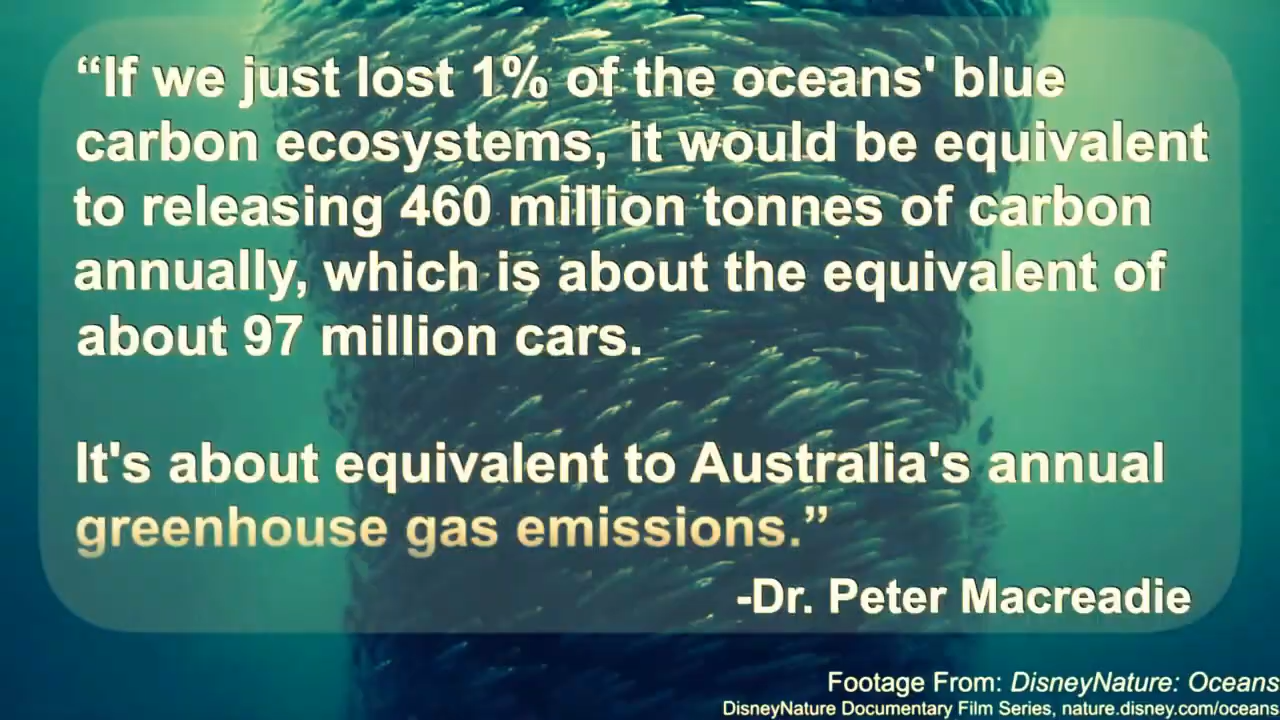 “If we just lost 1% of the oceans' blue
carbon ecosystems, it would be equivalent
to releasing 460 million tonnes of carbon
annually, which is about the equivalent of
about 97 million cars.
It's about equivalent to Australia's annual
greenhouse gas emissions.”
-Dr. Peter Macreadie
Footage From: DisneyNature: Oceans
DisneyNature Documentary Film Series, nature.disney.com/oceans